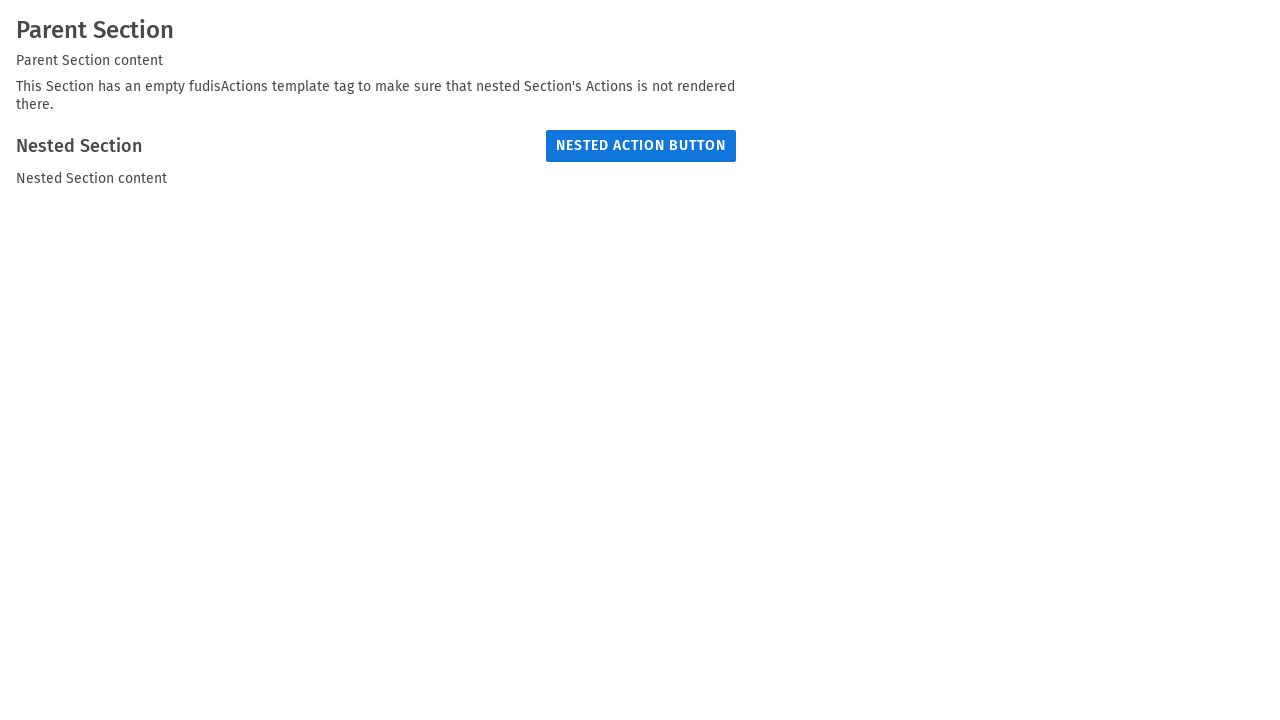 Parent Section
Parent Section content
This Section has an empty fudisActions template tag to make sure that nested Section's Actions is not rendered
there.
Nested Section
NESTED ACTION BUTTON
Nested Section content